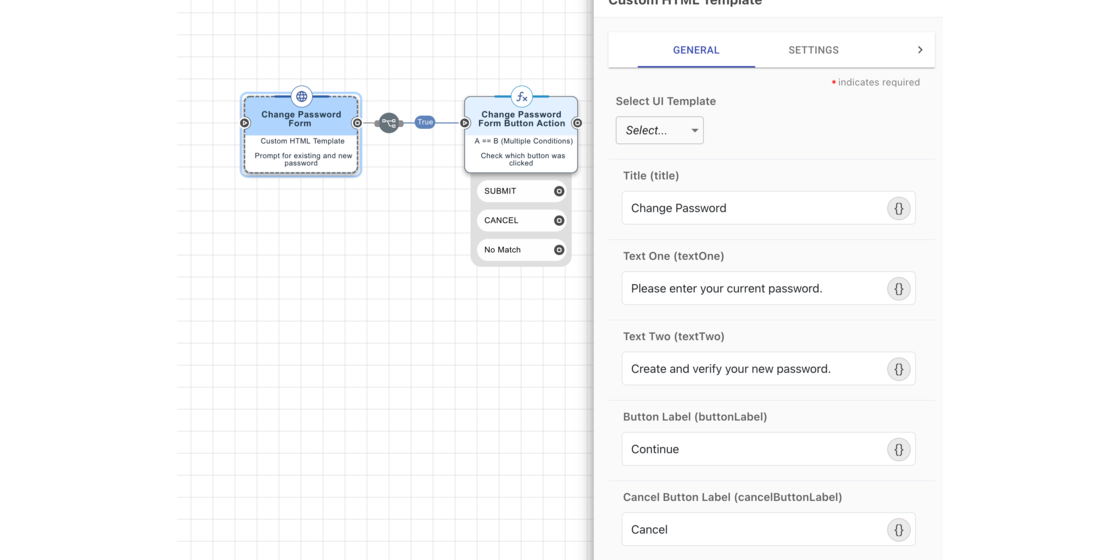 Custom HTML Template
GENERAL
SETTINGS
* indicates required
Select UI Template
Select...
Title (title)
Change Password
{}
Text One (textOne)
Please enter your current password.
{}
Text Two (textTwo)
Create and verify your new password.
{}
Button Label (buttonLabel)
Continue
{}
Cancel Button Label (cancelButtonLabel)
Cancel
{}
Change Password
Form
Custom HTML Template
Prompt for existing and new
password
True
fx
Change Password
Form Button Action
A == B (Multiple Conditions)
Check which button was
clicked
SUBMIT
CANCEL
No Match